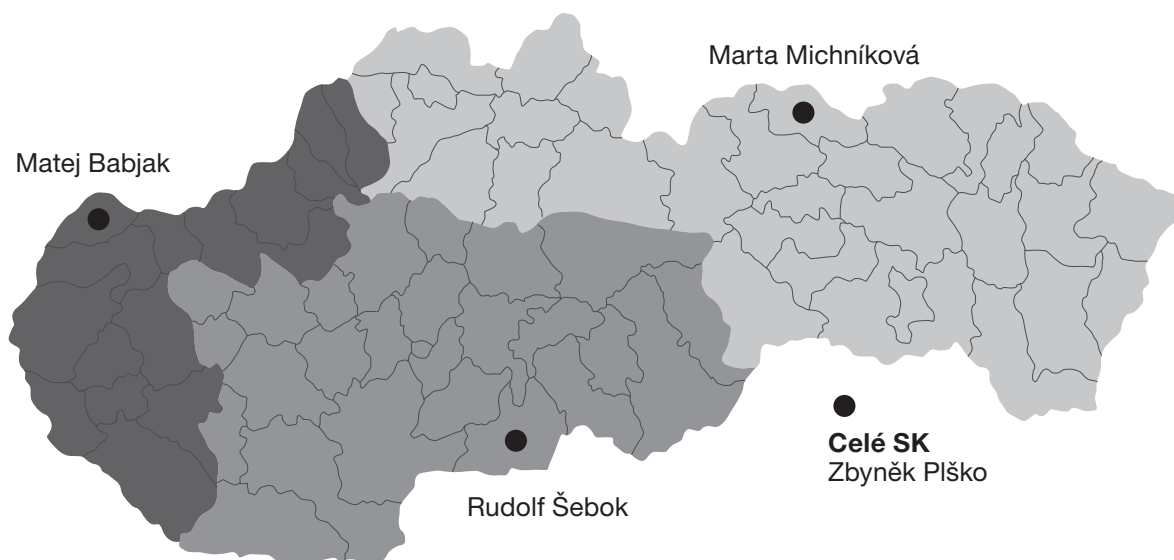 Marta Michníková
Matej Babjak
Celé SK
Zbyněk Plško
Rudolf Šebok